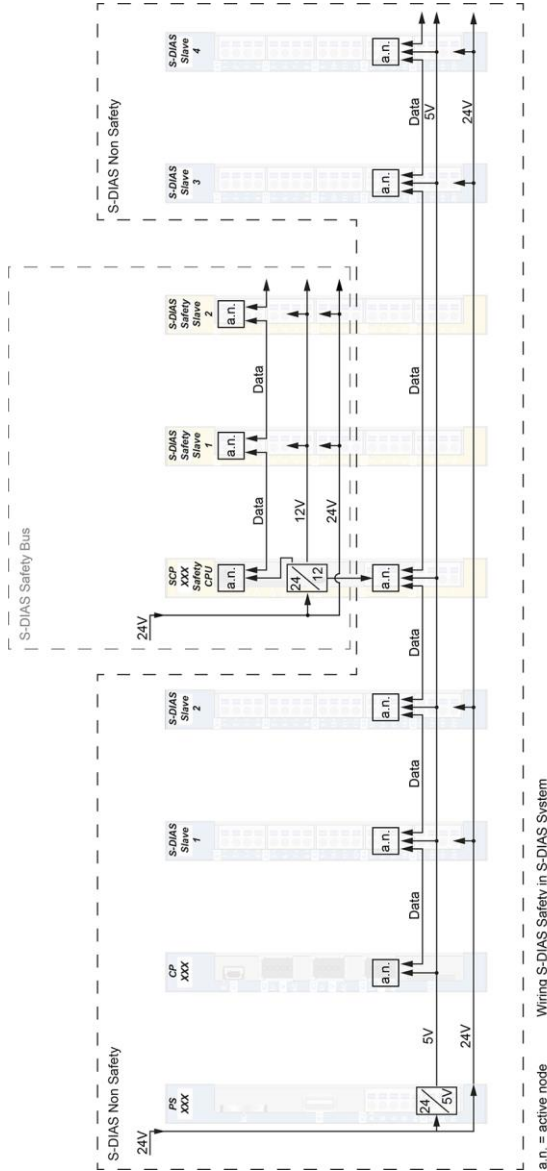 S-DIAS Safety Bus
S-DIAS Non Safety
S-DIAS Non Safety
24V
24V
PS
XXX
CP
XXX
S-DIAS
Slave
1
S-DIAS
Slave
2
SCP
XXX
Safety
CPU
S-DIAS
Safety
Slave
1
S-DIAS
Safety
Slave
2
S-DIAS
Slave
3
S-DIAS
Slave
4
a.n.
a.n.
a.n.
Data
Data
24
12
12V
24V
a.n.
a.n.
a.n.
a.n.
a.n.
a.n.
Data
Data
Data
Data
Data
24
5V
5V
5V
24V
24V
a.n. = active node
Wiring S-DIAS Safety in S-DIAS System